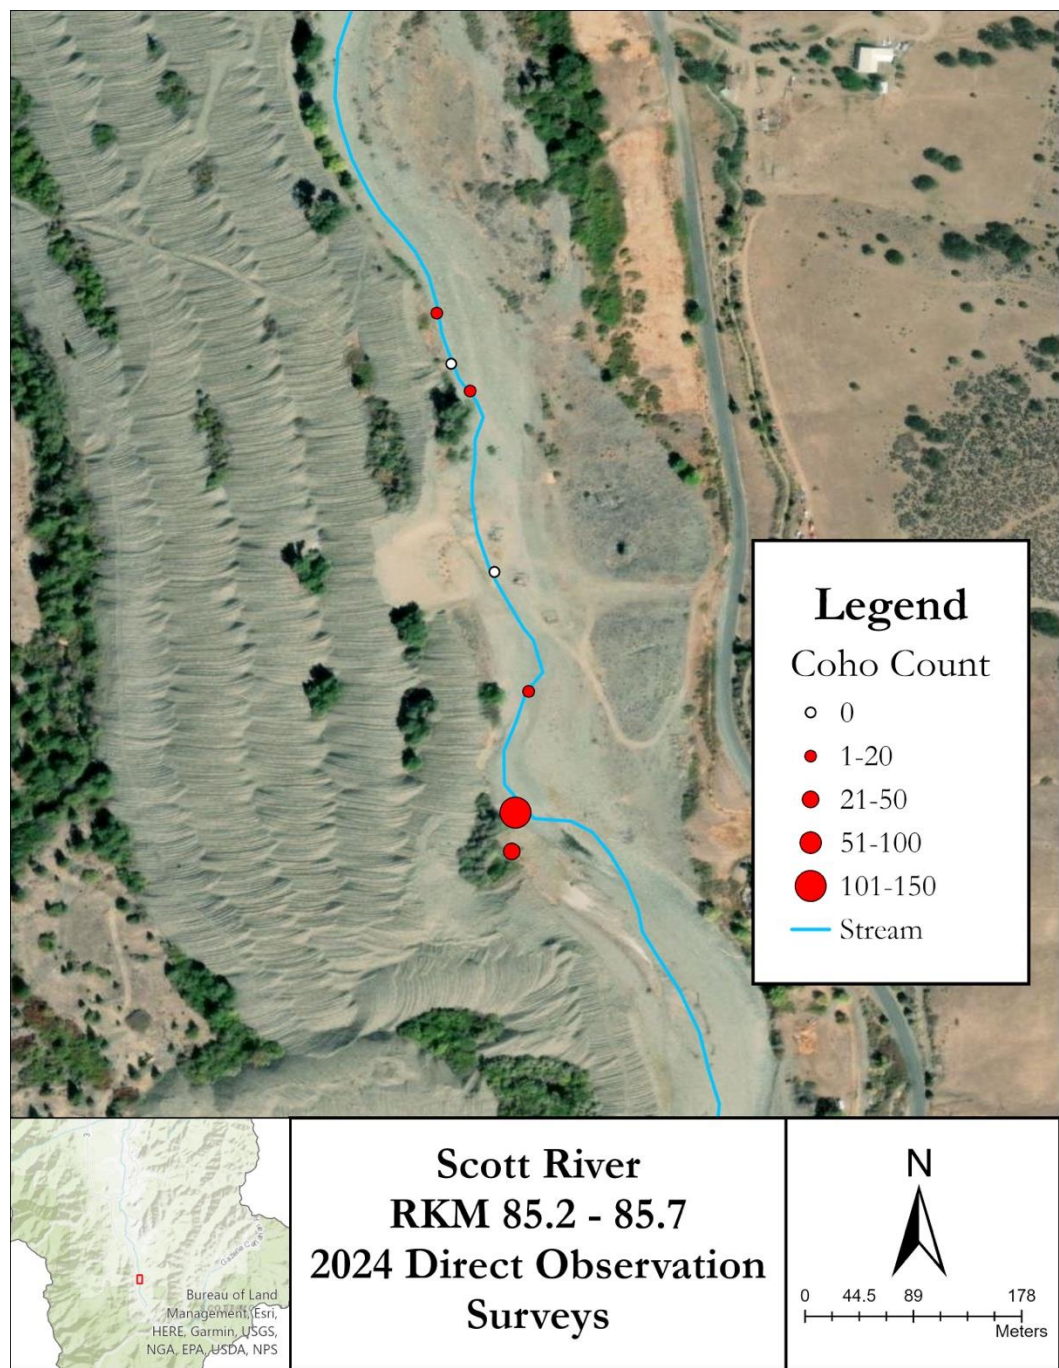 Legend
Coho Count
0
1-20
21-50
51-100
101-150
Stream
3
Bureau of Land
Management, Esri,
HERE, Garmin, USGS,
NGA, EPA, USDA, NPS
Scott River
RKM 85.2 - 85.7
2024 Direct Observation
Surveys
N
0 44.5 89 178
Meters